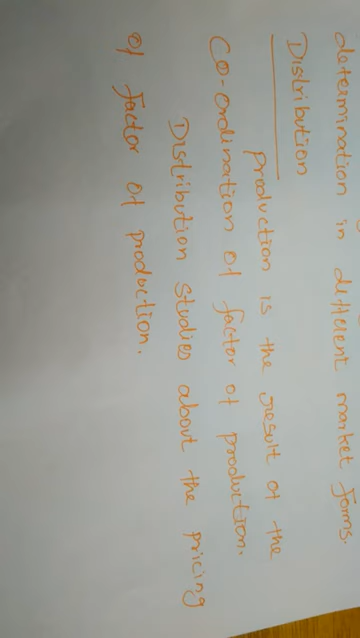 determination in different market forms.
Distribution
production is the result of the
Co-ordination of factor of production.
Distribution studies about the pricing
of factor of production.